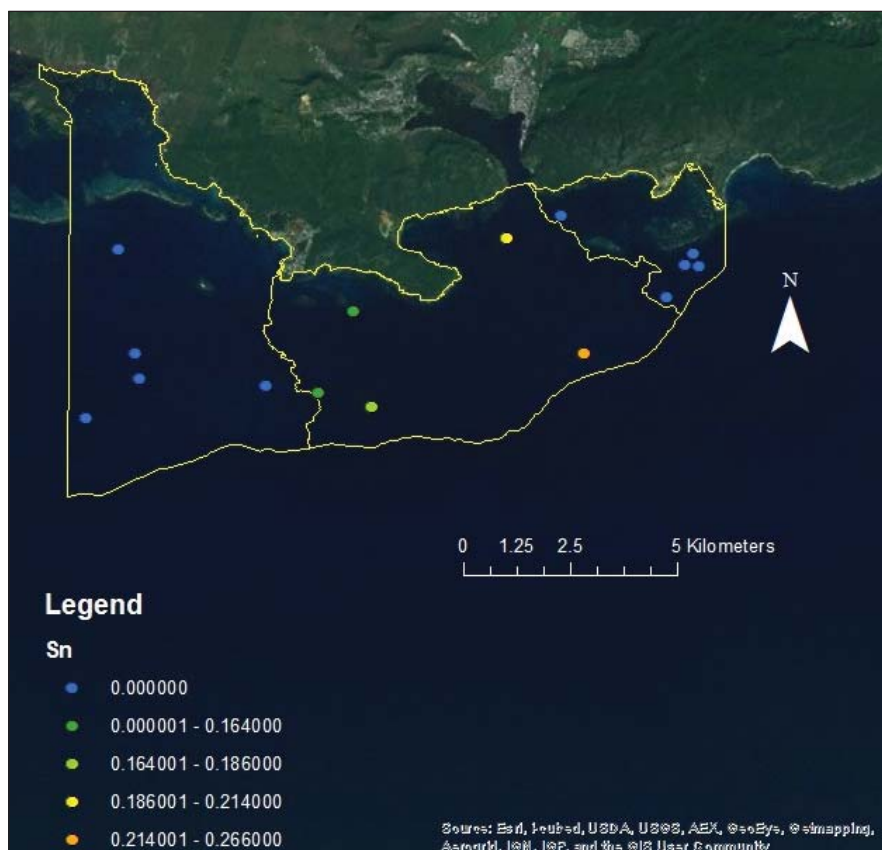 N
0 1.25 2.5 5 Kilometers
Legend
Sn
0.000000
0.000001 - 0.164000
0.164001 - 0.186000
0.186001 - 0.214000
0.214001 - 0.266000
Source: Esri, USDA, USGS, AEX, GeoEye,
IGN, IGP, and the GIS User Community